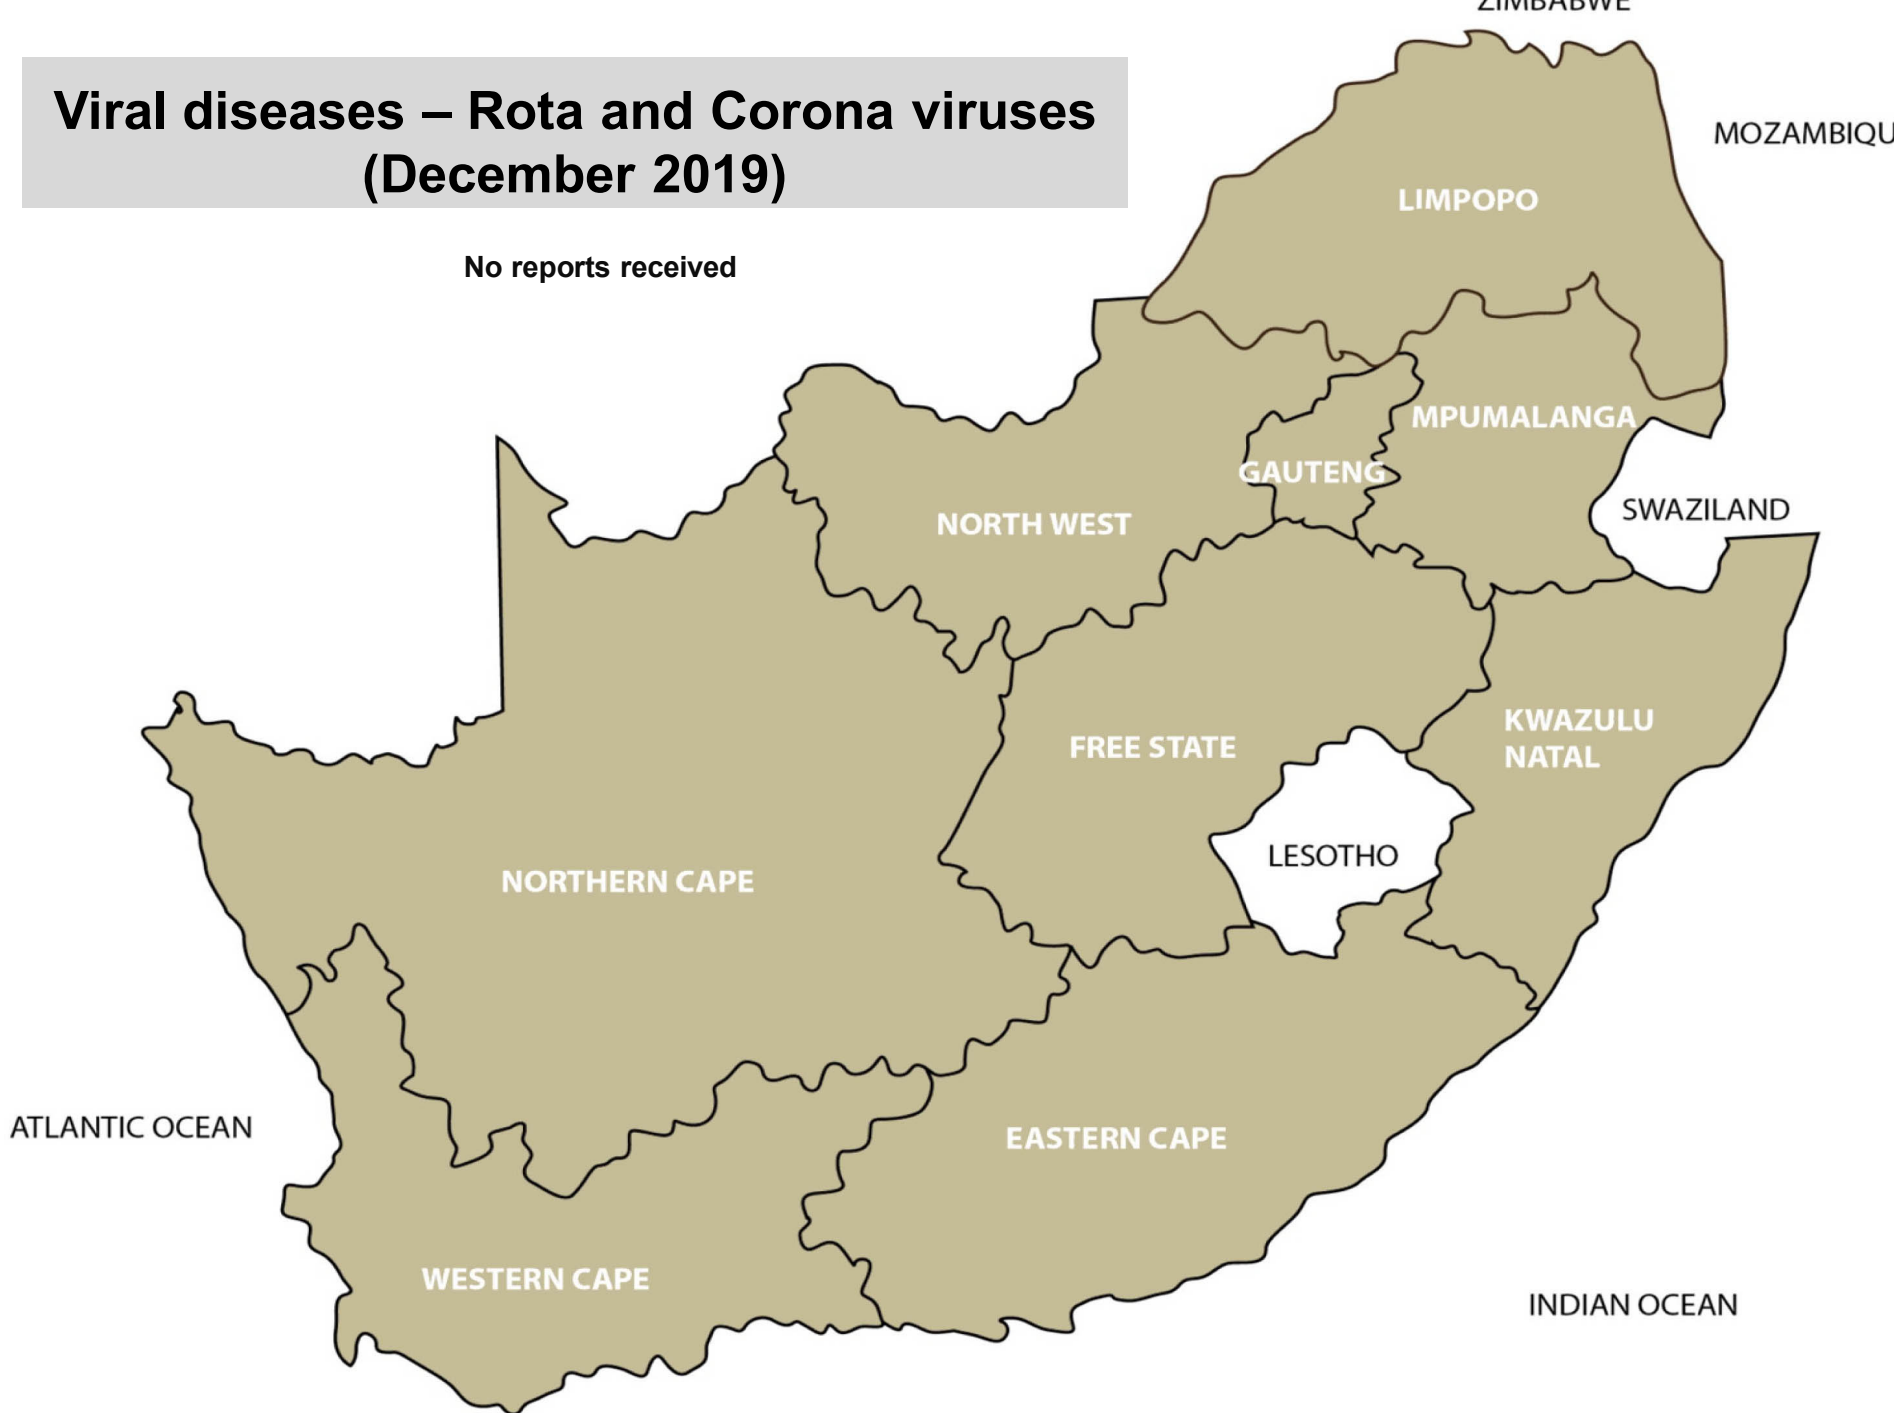 ZIMBABWE
Viral diseases – Rota and Corona viruses
(December 2019)
MOZAMBIQU
LIMPOPO
No reports received
MPUMALANGA
GAUTENG
SWAZILAND
NORTH WEST
KWAZULU
NATAL
FREE STATE
LESOTHO
NORTHERN CAPE
ATLANTIC OCEAN
EASTERN CAPE
WESTERN CAPE
INDIAN OCEAN